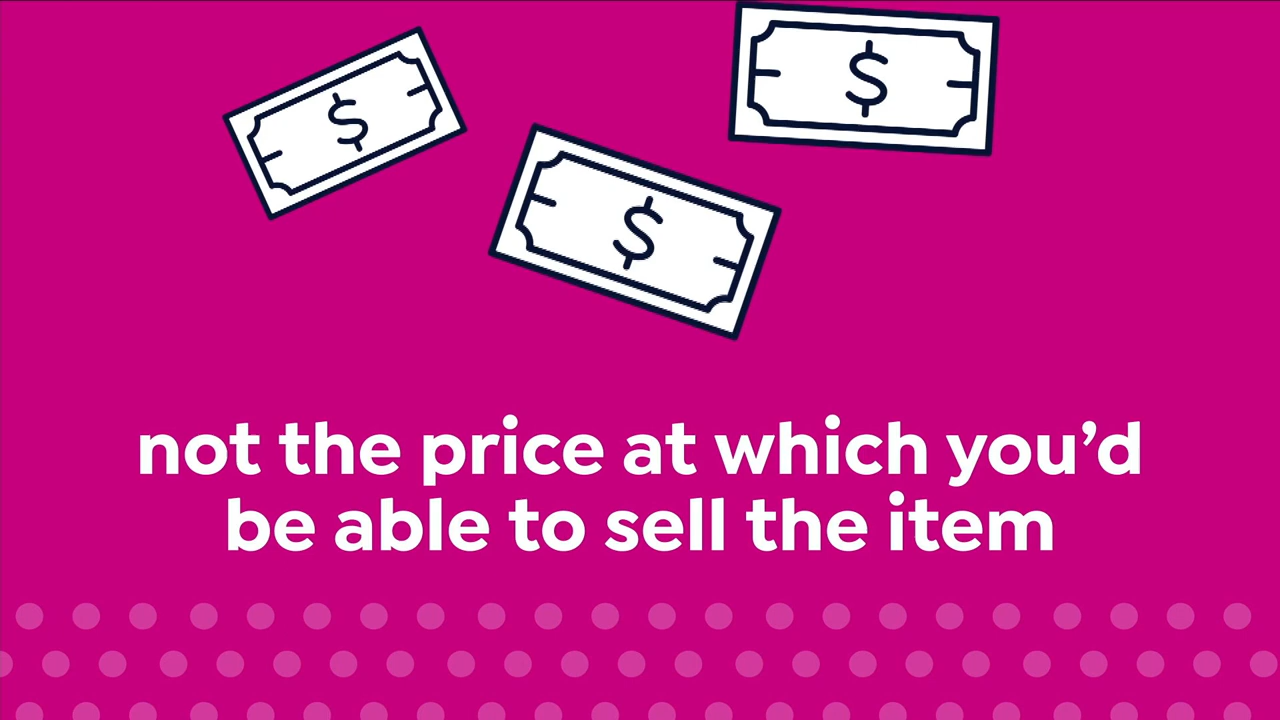 $
$
$
not the price at which you’d
be able to sell the item